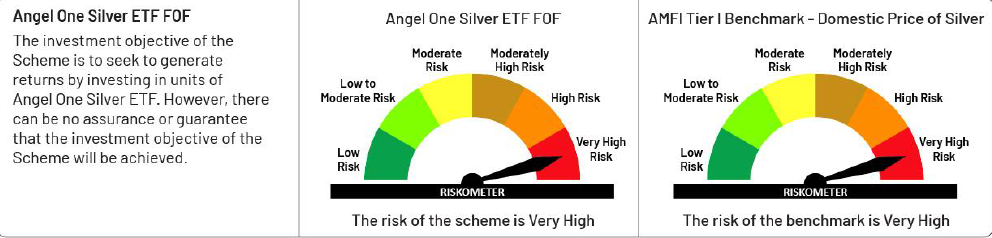 Angel One Silver ETF FOF
The investment objective of the
Scheme is to seek to generate
returns by investing in units of
Angel One Silver ETF. However, there
can be no assurance or guarantee
that the investment objective of the
Scheme will be achieved.
Angel One Silver ETF FOF
Low
Risk
Low to
Moderate Risk
Moderate
Risk
Moderately
High Risk
High Risk
Very High
Risk
RISKOMETER
The risk of the scheme is Very High
AMFI Tier I Benchmark - Domestic Price of Silver
Low
Risk
Low to
Moderate Risk
Moderate
Risk
Moderately
High Risk
High Risk
Very High
Risk
RISKOMETER
The risk of the benchmark is Very High